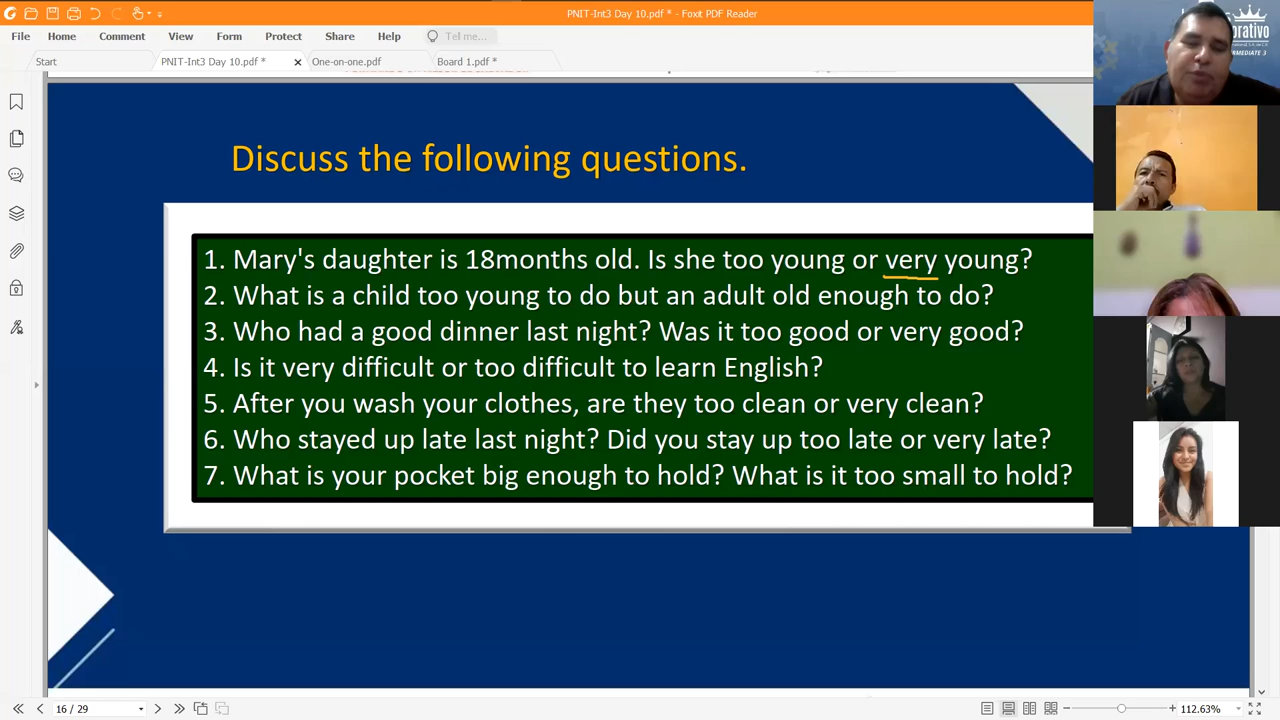 PNIT-Int3 Day 10.pdf * - Foxit PDF Reader
File Home Comment View Form Protect Share Help Tell me...
Start PNIT-Int3 Day 10.pdf * One-on-one.pdf Board 1.pdf *
orativo
RMEDIATE 3
Discuss the following questions.
1. Mary's daughter is 18months old. Is she too young or very young?
2. What is a child too young to do but an adult old enough to do?
3. Who had a good dinner last night? Was it too good or very good?
4. Is it very difficult or too difficult to learn English?
5. After you wash your clothes, are they too clean or very clean?
6. Who stayed up late last night? Did you stay up too late or very late?
7. What is your pocket big enough to hold? What is it too small to hold?
16 / 29
112.63%